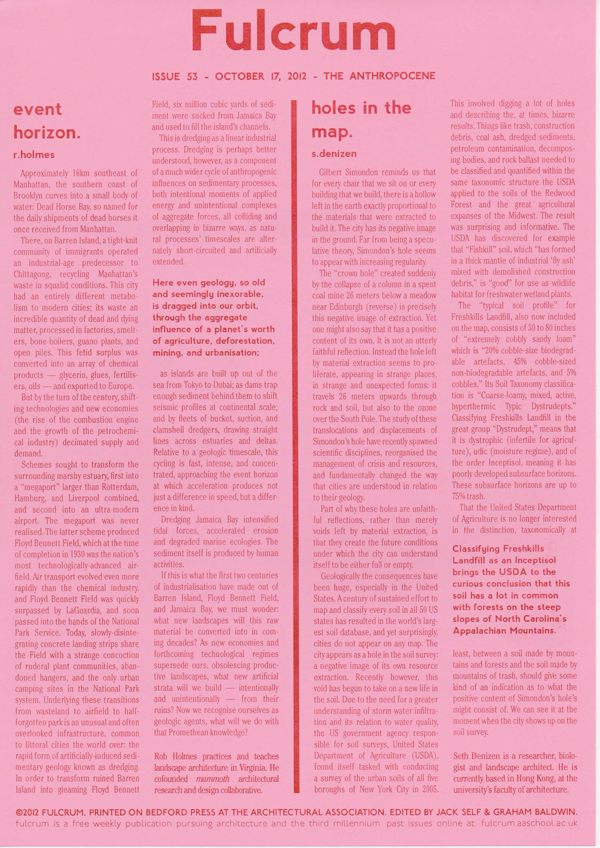 Fulcrum
ISSUE 53 - OCTOBER 17, 2012 - THE ANTHROPOCENE
event
horizon.
r.holmes
Approximately 16km southeast of
Manhattan, the southern coast of
Brooklyn curves into a small body of
water: Dead Horse Bay, so named for
the daily shipments of dead horses it
once received from Manhattan.
There, on Barren Island, a tight-knit
community of immigrants operated
an industrial-age predecessor to
Chittagong, recycling Manhattan's
waste in squalid conditions. This city
had an entirely different metabo-
lism to modern cities; its waste an
incredible quantity of dead and dying
matter, processed in factories, smelt-
ers, bone-boilers, guano plants, and
open piles. This fetid surplus was
converted into an array of chemical
products — glycerin, glues, fertilis-
ers, oils — and exported to Europe.
But by the turn of the century, shift-
ing technologies and new economies
(the rise of the combustion engine
and the growth of the petrochemi-
cal industry) decimated supply and
demand.
Schemes sought to transform the
surrounding marshy estuary, first into
a "megaport" larger than Rotterdam,
Hamburg, and Liverpool combined,
and second into an ultra-modern
airport. The megaport was never
realised. The latter scheme produced
Floyd Bennett Field, which at the time
of completion in 1930 was the nation's
most technologically-advanced air-
field. Air transport evolved even more
rapidly than the chemical industry,
and Floyd Bennett Field was quickly
surpassed by LaGuardia, and soon
passed into the hands of the National
Park Service. Today, slowly-disinte-
grating concrete landing strips share
the Field with a strange concoction
of ruderal plant communities, aban-
doned hangers, and the only urban
camping sites in the National Park
system. Underlying these transitions
from wasteland to airfield to half-
forgotten park is an unusual and often
overlooked infrastructure, common
to littoral cities the world over: the
rapid form of artificially-induced sedi-
mentary geology known as dredging.
In order to transform ruined Barren
Island into gleaming Floyd Bennett
Field, six million cubic yards of sedi-
ment were sucked from Jamaica Bay
and used to fill the island's channels.
This is dredging as a linear industrial
process. Dredging is perhaps better
understood, however, as a component
of a much wider cycle of anthropogenic
influences on sedimentary processes,
both intentional moments of applied
energy and unintentional complexes
of aggregate forces, all colliding and
overlapping in bizarre ways, as natu-
ral processes' timescales are alter-
nately short-circuited and artificially
extended.
Here even geology, so old
and seemingly inexorable,
is dragged into our orbit,
through the aggregate
influence of a planet's worth
of agriculture, deforestation,
mining, and urbanisation;
as islands are built up out of the
sea from Tokyo to Dubai; as dams trap
enough sediment behind them to shift
seismic profiles at continental scale;
and by fleets of bucket, suction, and
clamshell dredgers, drawing straight
lines across estuaries and deltas.
Relative to a geologic timescale, this
cycling is fast, intense, and concen-
trated, approaching the event horizon
at which acceleration produces not
just a difference in speed, but a differ-
ence in kind.
Dredging Jamaica Bay intensified
tidal forces, accelerated erosion
and degraded marine ecologies. The
sediment itself is produced by human
activities.
If this is what the first two centuries
of industrialisation have made out of
Barren Island, Floyd Bennett Field,
and Jamaica Bay, we must wonder:
what new landscapes will this raw
material be converted into in com-
ing decades? As new economies and
forthcoming technological regimes
supersede ours, obsolescing produc-
tive landscapes, what new artificial
strata will we build — intentionally
and unintentionally — from their
ruins? Now we recognise ourselves as
geologic agents, what will we do with
that Promethean knowledge?
Rob Holmes practices and teaches
landscape architecture in Virginia. He
cofounded mammoth architectural
research and design collaborative.
holes in the
map.
s.denizen
Gilbert Simondon reminds us that
for every chair that we sit on or every
building that we build, there is a hollow
left in the earth exactly proportional to
the materials that were extracted to
build it. The city has its negative image
in the ground. Far from being a specu-
lative theory, Simondon's hole seems
to appear with increasing regularity.
The "crown hole" created suddenly
by the collapse of a column in a spent
coal mine 26 meters below a meadow
near Edinburgh (reverse) is precisely
this negative image of extraction. Yet
one might also say that it has a positive
content of its own. It is not an utterly
faithful reflection. Instead the hole left
by material extraction seems to pro-
liferate, appearing in strange places,
in strange and unexpected forms: it
travels 26 meters upwards through
rock and soil, but also to the ozone
over the South Pole. The study of these
translocations and displacements of
Simondon's hole have recently spawned
scientific disciplines, reorganised the
management of crisis and resources,
and fundamentally changed the way
that cities are understood in relation
to their geology.
Part of why these holes are unfaith-
ful reflections, rather than merely
voids left by material extraction, is
that they create the future conditions
under which the city can understand
itself to be either full or empty.
Geologically the consequences have
been huge, especially in the United
States. A century of sustained effort to
map and classify every soil in all 50 US
states has resulted in the world's larg-
est soil database, and yet surprisingly,
cities do not appear on any map. The
city appears as a hole in the soil survey:
a negative image of its own resource
extraction. Recently however, this
void has begun to take on a new life in
the soil. Due to the need for a greater
understanding of storm water infiltra-
tion and its relation to water quality,
the US government agency respon-
sible for soil surveys, United States
Department of Agriculture (USDA),
found itself tasked with conducting
a survey of the urban soils of all five
boroughs of New York City in 2005.
This involved digging a lot of holes
and describing the, at times, bizarre
results. Things like trash, construction
debris, coal ash, dredged sediments,
petroleum contamination, decompos-
ing bodies, and rock ballast needed to
be classified and quantified within the
same taxonomic structure the USDA
applied to the soils of the Redwood
Forest and the great agricultural
expanses of the Midwest. The result
was surprising and informative. The
USDA has discovered for example
that "Fishkill" soil, which "has formed
in a thick mantle of industrial 'fly ash'
mixed with demolished construction
debris," is "good" for use as wildlife
habitat for freshwater wetland plants.
The "typical soil profile" for
Freshkills Landfill, also now included
on the map, consists of 30 to 80 inches
of "extremely cobbly sandy loam"
which is "20% cobble-size biodegrad-
able artefacts, 45% cobble-sized
non-biodegradable artefacts, and 5%
cobbles." Its Soil Taxonomy classifica-
tion is "Coarse-loamy, mixed, active,
hyperthermic Typic Dystrudepts."
Classifying Freshkills Landfill in the
great group "Dystrudept," means that
it is dystrophic (infertile for agricul-
ture), udic (moisture regime), and of
the order Inceptisol, meaning it has
poorly developed subsurface horizons.
These subsurface horizons are up to
75% trash.
That the United States Department
of Agriculture is no longer interested
in the distinction, taxonomically at
Classifying Freshkills
Landfill as an Inceptisol
brings the USDA to the
curious conclusion that this
soil has a lot in common
with forests on the steep
slopes of North Carolina's
Appalachian Mountains.
least, between a soil made by moun-
tains and forests and the soil made by
mountains of trash, should give some
kind of an indication as to what the
positive content of Simondon's hole's
might consist of. We can see it at the
moment when the city shows up on the
soil survey.
Seth Denizen is a researcher, biolo-
gist and landscape architect. He is
currently based in Hong Kong, at the
university's faculty of architecture.
©2012 FULCRUM. PRINTED ON BEDFORD PRESS AT THE ARCHITECTURAL ASSOCIATION. EDITED BY JACK SELF & GRAHAM BALDWIN.
fulcrum is a free weekly publication pursuing architecture and the third millennium past issues online at: fulcrum.aaschool.ac.uk